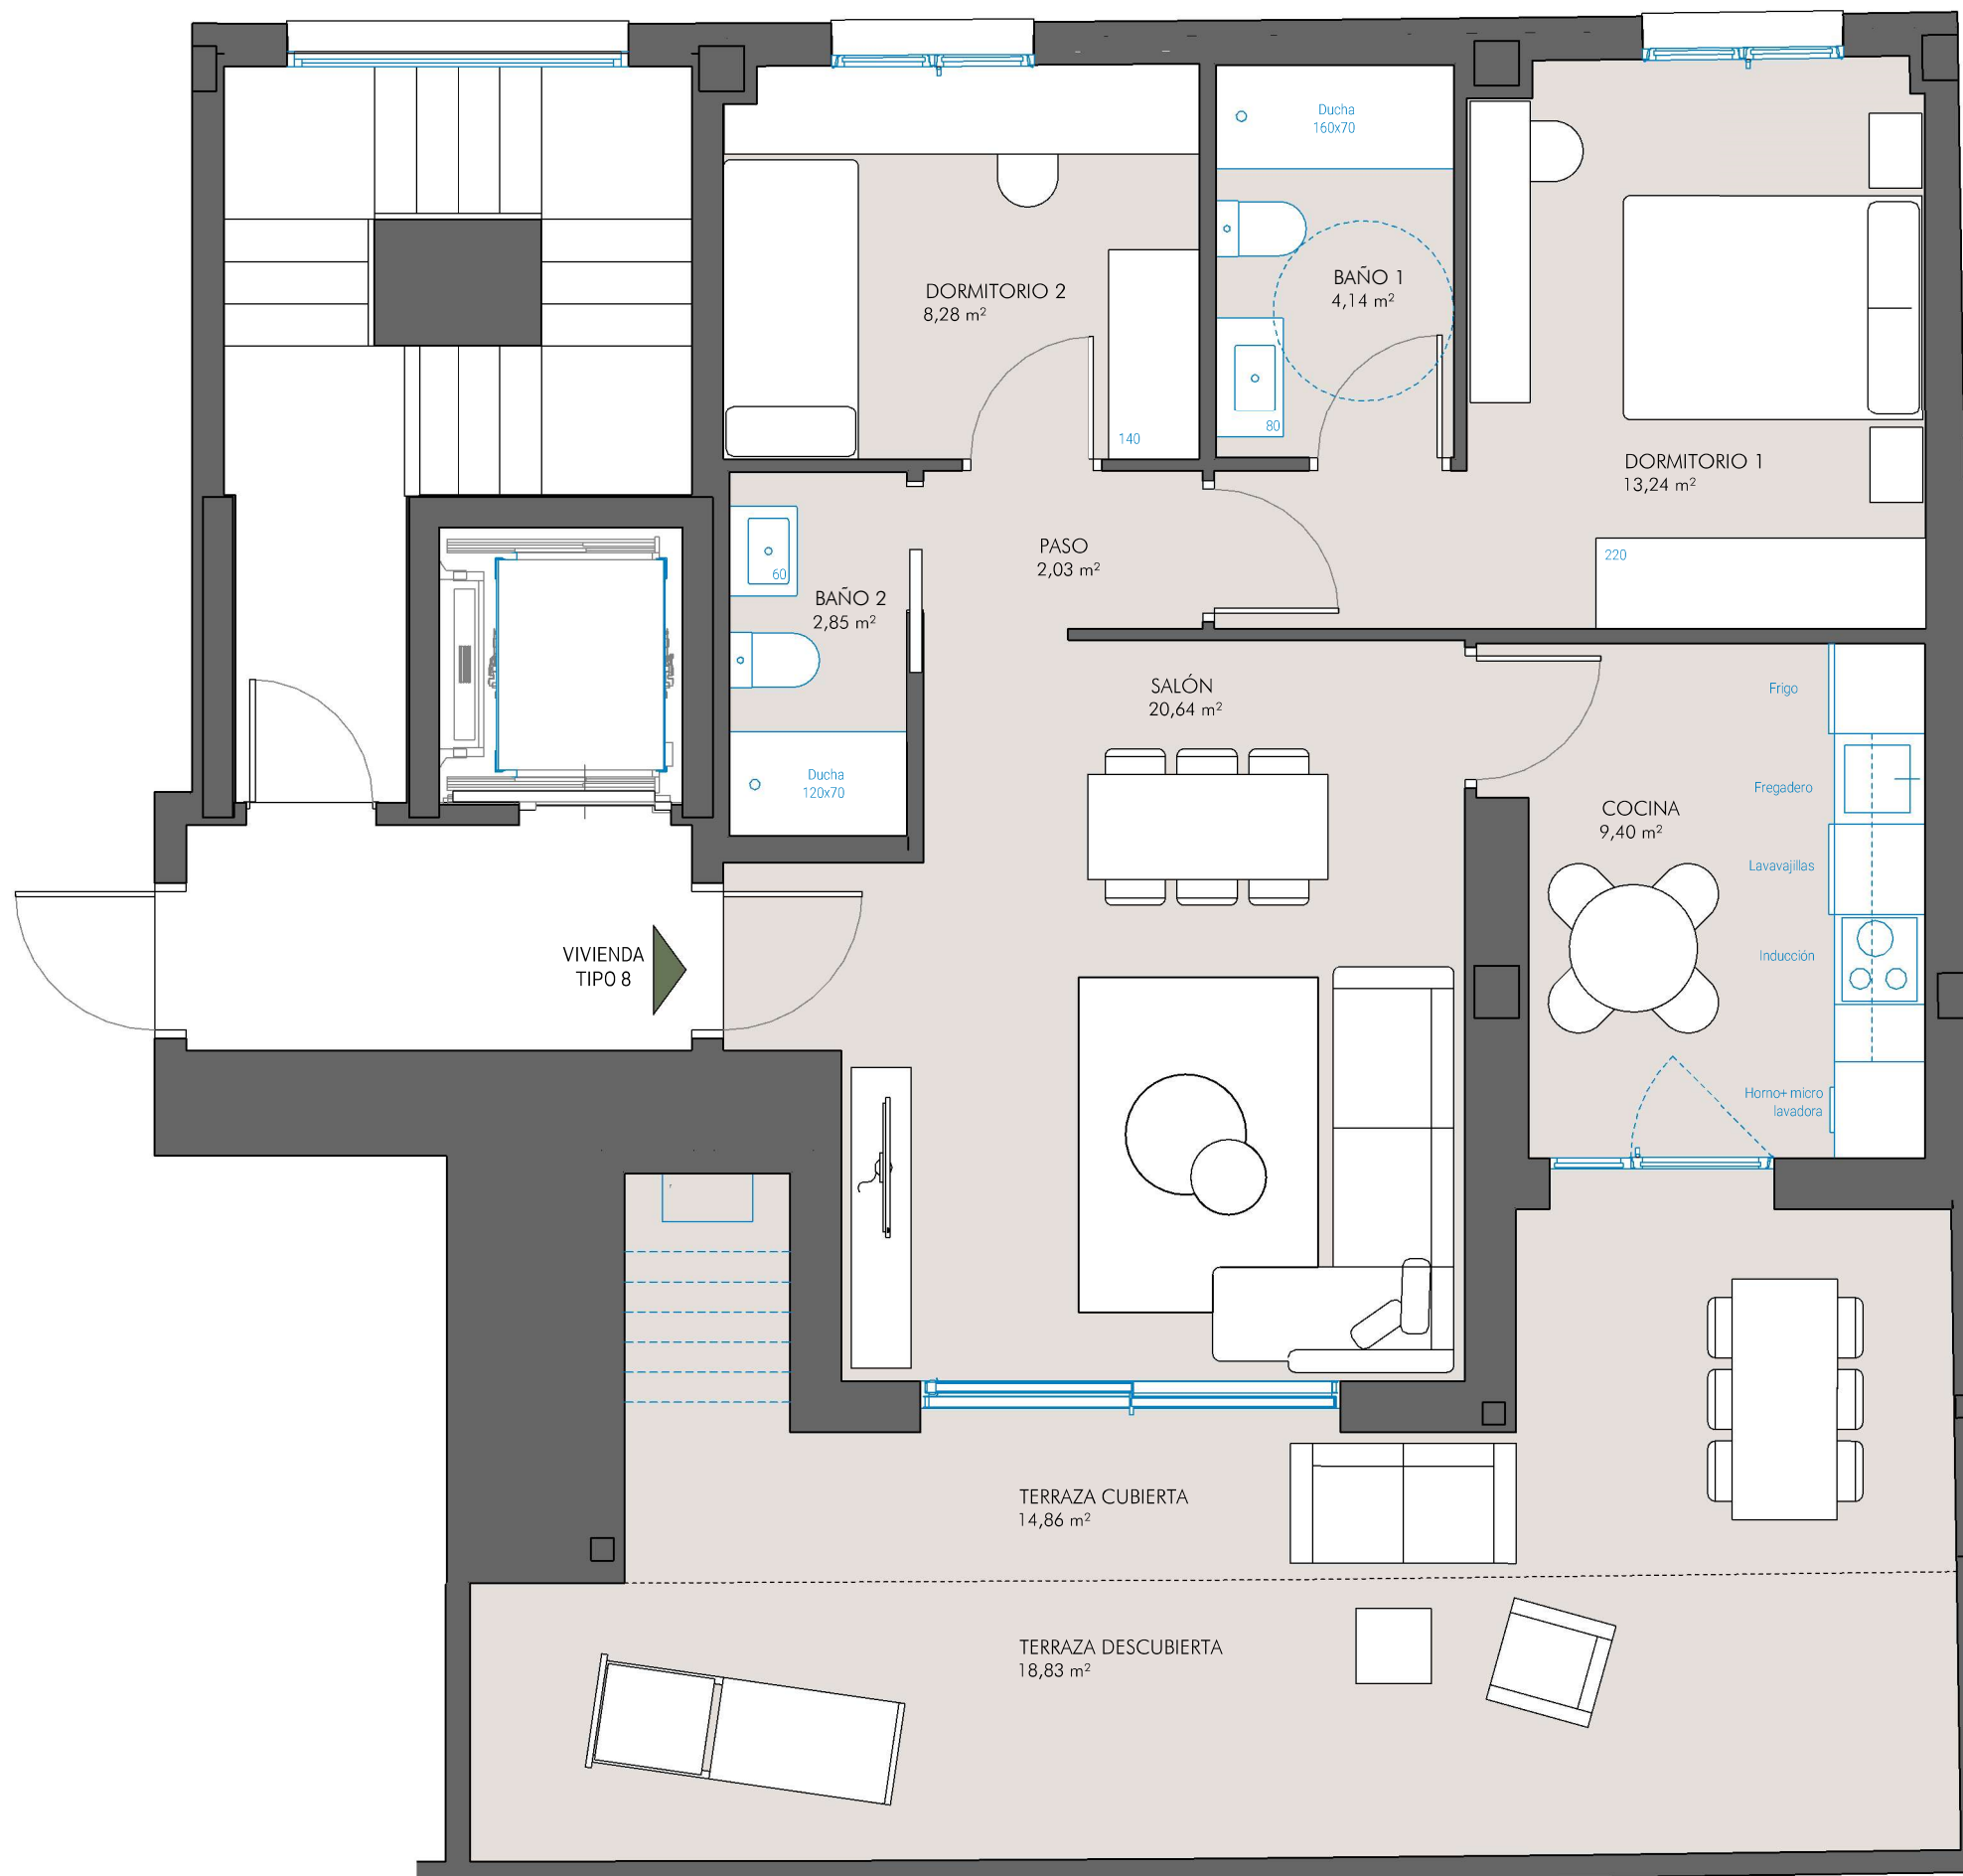 Ducha
160x70
DORMITORIO 2
8,28 m²
BAÑO 1
4,14 m²
80
140
DORMITORIO 1
13,24 m²
220
PASO
2,03 m²
60
BAÑO 2
2,85 m²
SALÓN
20,64 m²
Frigo
Ducha
120x70
Fregadero
COCINA
9,40 m²
Lavavajillas
VIVIENDA
TIPO 8
Inducción
Horno+ micro
lavadora
TERRAZA CUBIERTA
14,86 m²
TERRAZA DESCUBIERTA
18,83 m²